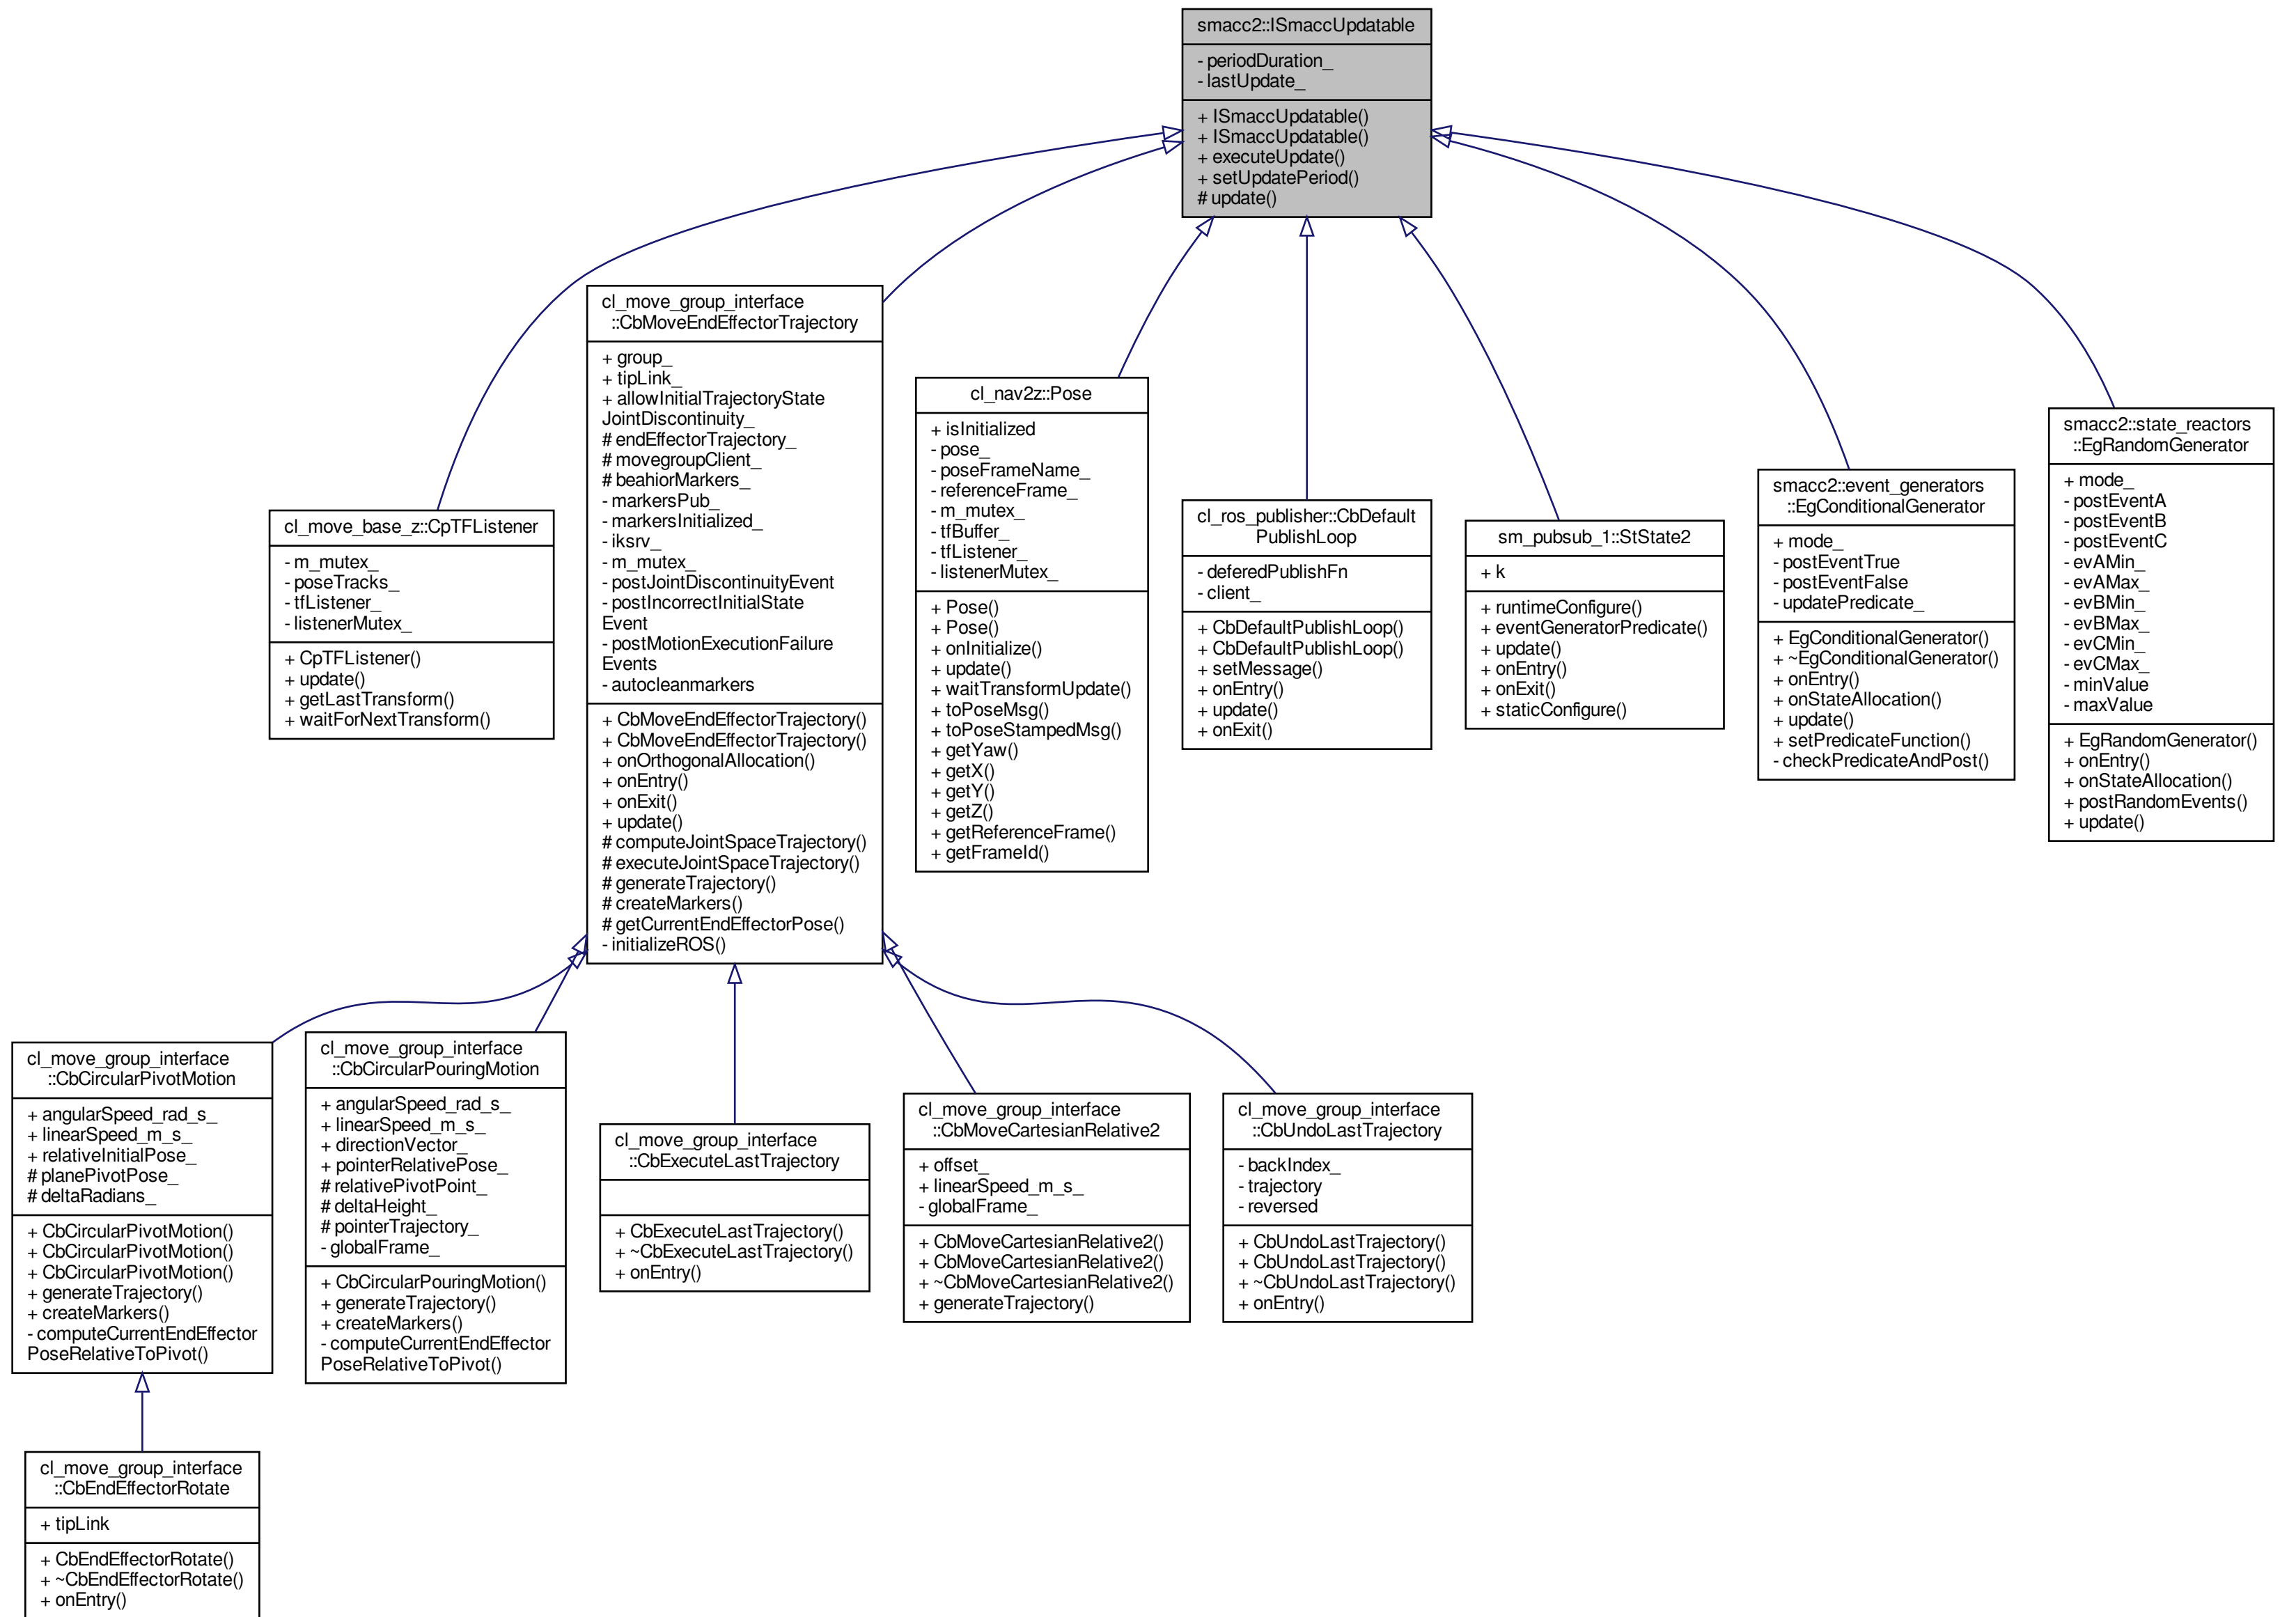 smacc2::ISmaccUpdatable
- periodDuration_
- lastUpdate_
+ ISmaccUpdatable()
+ ISmaccUpdatable()
+ executeUpdate()
+ setUpdatePeriod()
# update()
cl_move_base_z::CpTFListener
- m_mutex_
- poseTracks_
- tfListener_
- listenerMutex_
+ CpTFListener()
+ update()
+ getLastTransform()
+ waitForNextTransform()
cl_move_group_interface
::CbMoveEndEffectorTrajectory
+ group_
+ tipLink_
+ allowInitialTrajectoryState
JointDiscontinuity_
# endEffectorTrajectory_
# movegroupClient_
# beahiorMarkers_
- markersPub_
- markersInitialized_
- iksrv_
- m_mutex_
- postJointDiscontinuityEvent
- postIncorrectInitialState
Event
- postMotionExecutionFailure
Events
- autocleanmarkers
+ CbMoveEndEffectorTrajectory()
+ CbMoveEndEffectorTrajectory()
+ onOrthogonalAllocation()
+ onEntry()
+ onExit()
+ update()
# computeJointSpaceTrajectory()
# executeJointSpaceTrajectory()
# generateTrajectory()
# createMarkers()
# getCurrentEndEffectorPose()
- initializeROS()
cl_nav2z::Pose
+ isInitialized
- pose_
- poseFrameName_
- referenceFrame_
- m_mutex_
- tfBuffer_
- tfListener_
- listenerMutex_
+ Pose()
+ Pose()
+ onInitialize()
+ update()
+ waitTransformUpdate()
+ toPoseMsg()
+ toPoseStampedMsg()
+ getYaw()
+ getX()
+ getY()
+ getZ()
+ getReferenceFrame()
+ getFrameId()
cl_ros_publisher::CbDefault
PublishLoop
- deferedPublishFn
- client_
+ CbDefaultPublishLoop()
+ CbDefaultPublishLoop()
+ setMessage()
+ onEntry()
+ update()
+ onExit()
sm_pubsub_1::StState2
+ k
+ runtimeConfigure()
+ eventGeneratorPredicate()
+ update()
+ onEntry()
+ onExit()
+ staticConfigure()
smacc2::event_generators
::EgConditionalGenerator
+ mode_
- postEventTrue
- postEventFalse
- updatePredicate_
+ EgConditionalGenerator()
+ ~EgConditionalGenerator()
+ onEntry()
+ onStateAllocation()
+ update()
+ setPredicateFunction()
- checkPredicateAndPost()
smacc2::state_reactors
::EgRandomGenerator
+ mode_
- postEventA
- postEventB
- postEventC
- evAMin_
- evAMax_
- evBMin_
- evBMax_
- evCMin_
- evCMax_
- minValue
- maxValue
+ EgRandomGenerator()
+ onEntry()
+ onStateAllocation()
+ postRandomEvents()
+ update()
cl_move_group_interface
::CbCircularPivotMotion
+ angularSpeed_rad_s_
+ linearSpeed_m_s_
+ relativeInitialPose_
# planePivotPose_
# deltaRadians_
+ CbCircularPivotMotion()
+ CbCircularPivotMotion()
+ CbCircularPivotMotion()
+ generateTrajectory()
+ createMarkers()
- computeCurrentEndEffector
PoseRelativeToPivot()
cl_move_group_interface
::CbCircularPouringMotion
+ angularSpeed_rad_s_
+ linearSpeed_m_s_
+ directionVector_
+ pointerRelativePose_
# relativePivotPoint_
# deltaHeight_
# pointerTrajectory_
- globalFrame_
+ CbCircularPouringMotion()
+ generateTrajectory()
+ createMarkers()
- computeCurrentEndEffector
PoseRelativeToPivot()
cl_move_group_interface
::CbExecuteLastTrajectory
+ CbExecuteLastTrajectory()
+ ~CbExecuteLastTrajectory()
+ onEntry()
cl_move_group_interface
::CbMoveCartesianRelative2
+ offset_
+ linearSpeed_m_s_
- globalFrame_
+ CbMoveCartesianRelative2()
+ CbMoveCartesianRelative2()
+ ~CbMoveCartesianRelative2()
+ generateTrajectory()
cl_move_group_interface
::CbUndoLastTrajectory
- backIndex_
- trajectory
- reversed
+ CbUndoLastTrajectory()
+ CbUndoLastTrajectory()
+ ~CbUndoLastTrajectory()
+ onEntry()
cl_move_group_interface
::CbEndEffectorRotate
+ tipLink
+ CbEndEffectorRotate()
+ ~CbEndEffectorRotate()
+ onEntry()